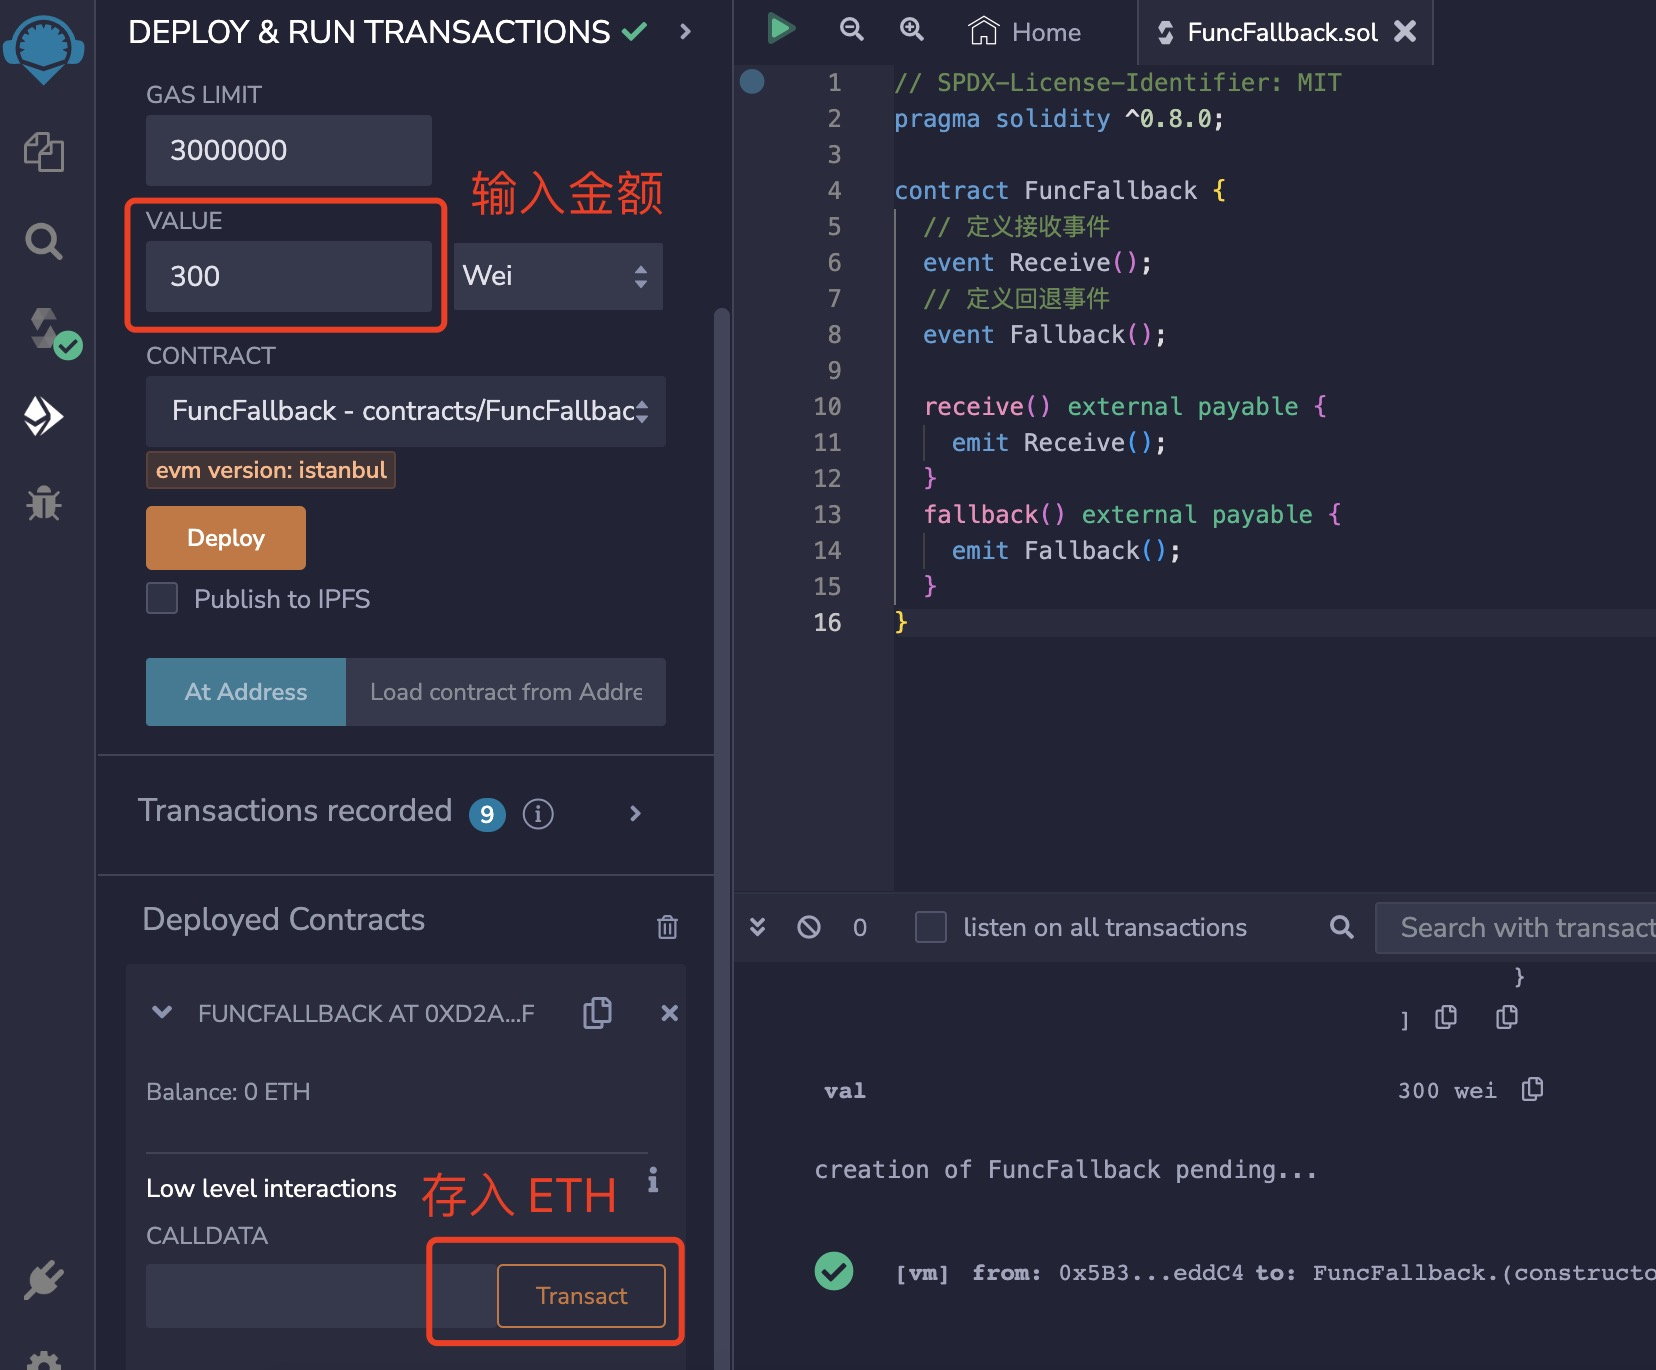 DEPLOY & RUN TRANSACTIONS
GAS LIMIT
3000000
输入金额
VALUE
300
Wei
CONTRACT
FuncFallback - contracts/FuncFallbac
evm version: istanbul
Deploy
Publish to IPFS
At Address
Load contract from Addre
Transactions recorded 9 i
Deployed Contracts
FUNCFALLBACK AT 0XD2A...F
Balance: 0 ETH
Low level interactions
存入 ETH
i
CALLDATA
Transact
Home
FuncFallback.sol
1 // SPDX-License-Identifier: MIT
2 pragma solidity ^0.8.0;
3
4 contract FuncFallback {
5 // 定义接收事件
6 event Receive();
7 // 定义回退事件
8 event Fallback();
9
10 receive() external payable {
11 emit Receive();
12 }
13 fallback() external payable {
14 emit Fallback();
15 }
16 }
0
listen on all transactions
Search with transact
}
]
val 300 wei
creation of FuncFallback pending...
[vm] from: 0x5B3...eddC4 to: FuncFallback.(constructo